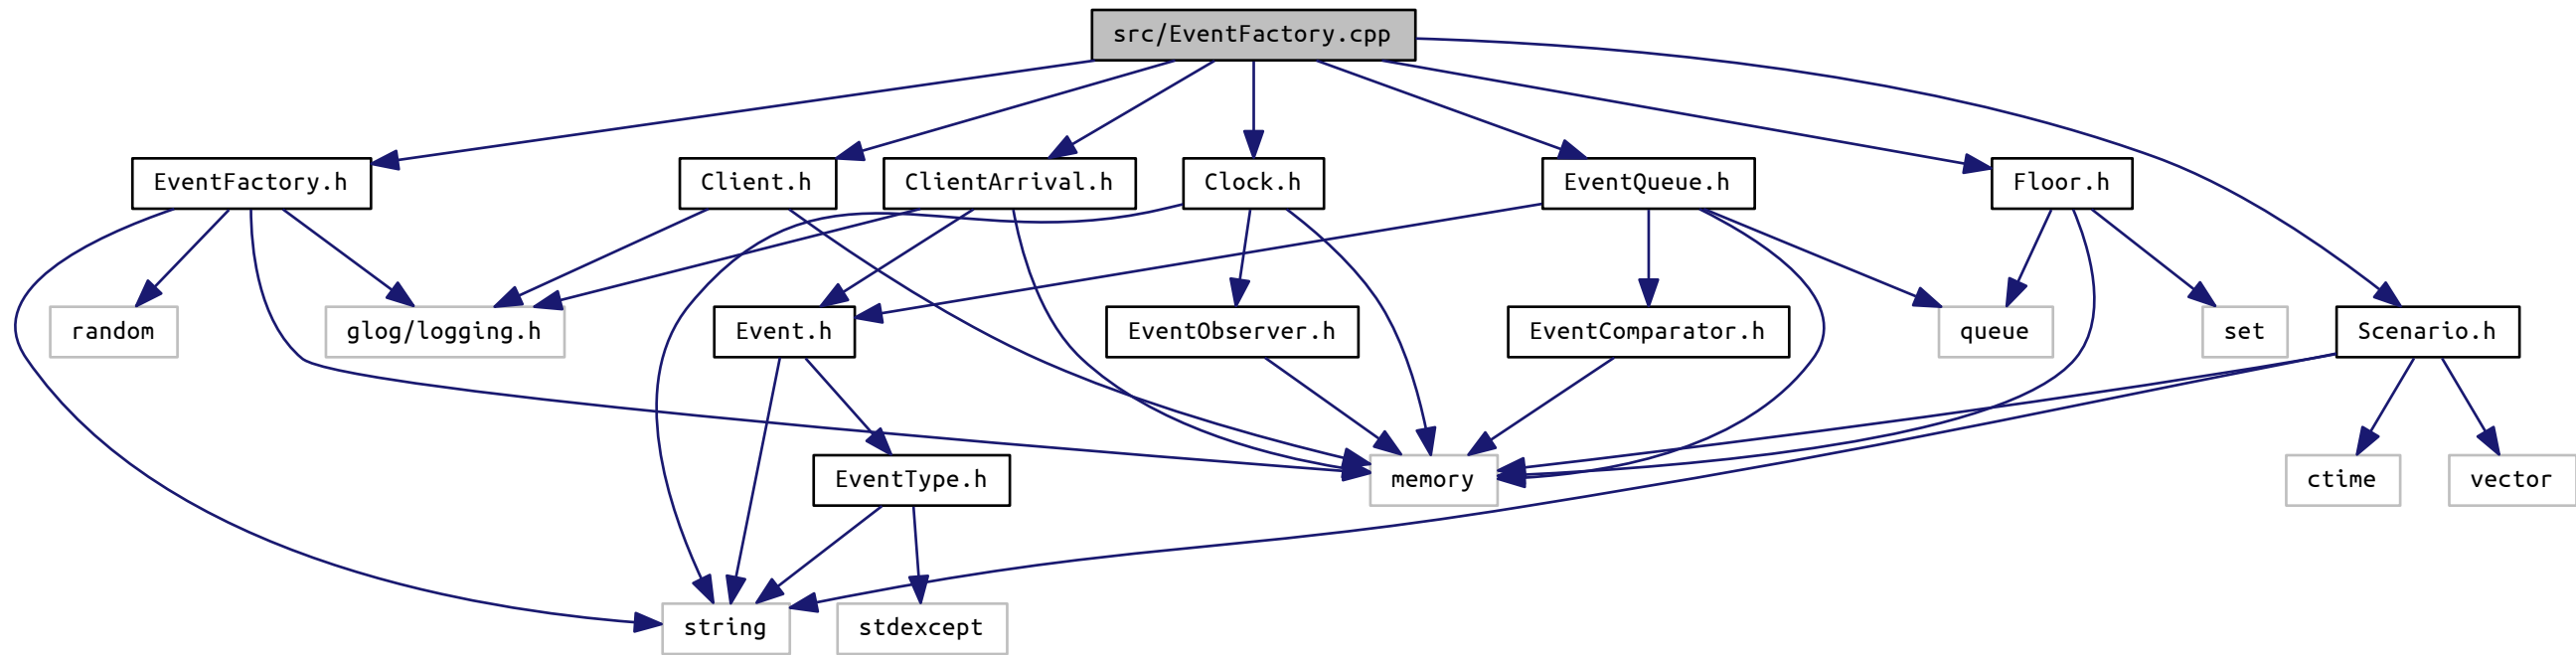 src/EventFactory.cpp
EventFactory.h
Client.h
ClientArrival.h
Clock.h
EventQueue.h
Floor.h
random
glog/logging.h
Event.h
EventObserver.h
EventComparator.h
queue
set
Scenario.h
EventType.h
memory
ctime
vector
string
stdexcept